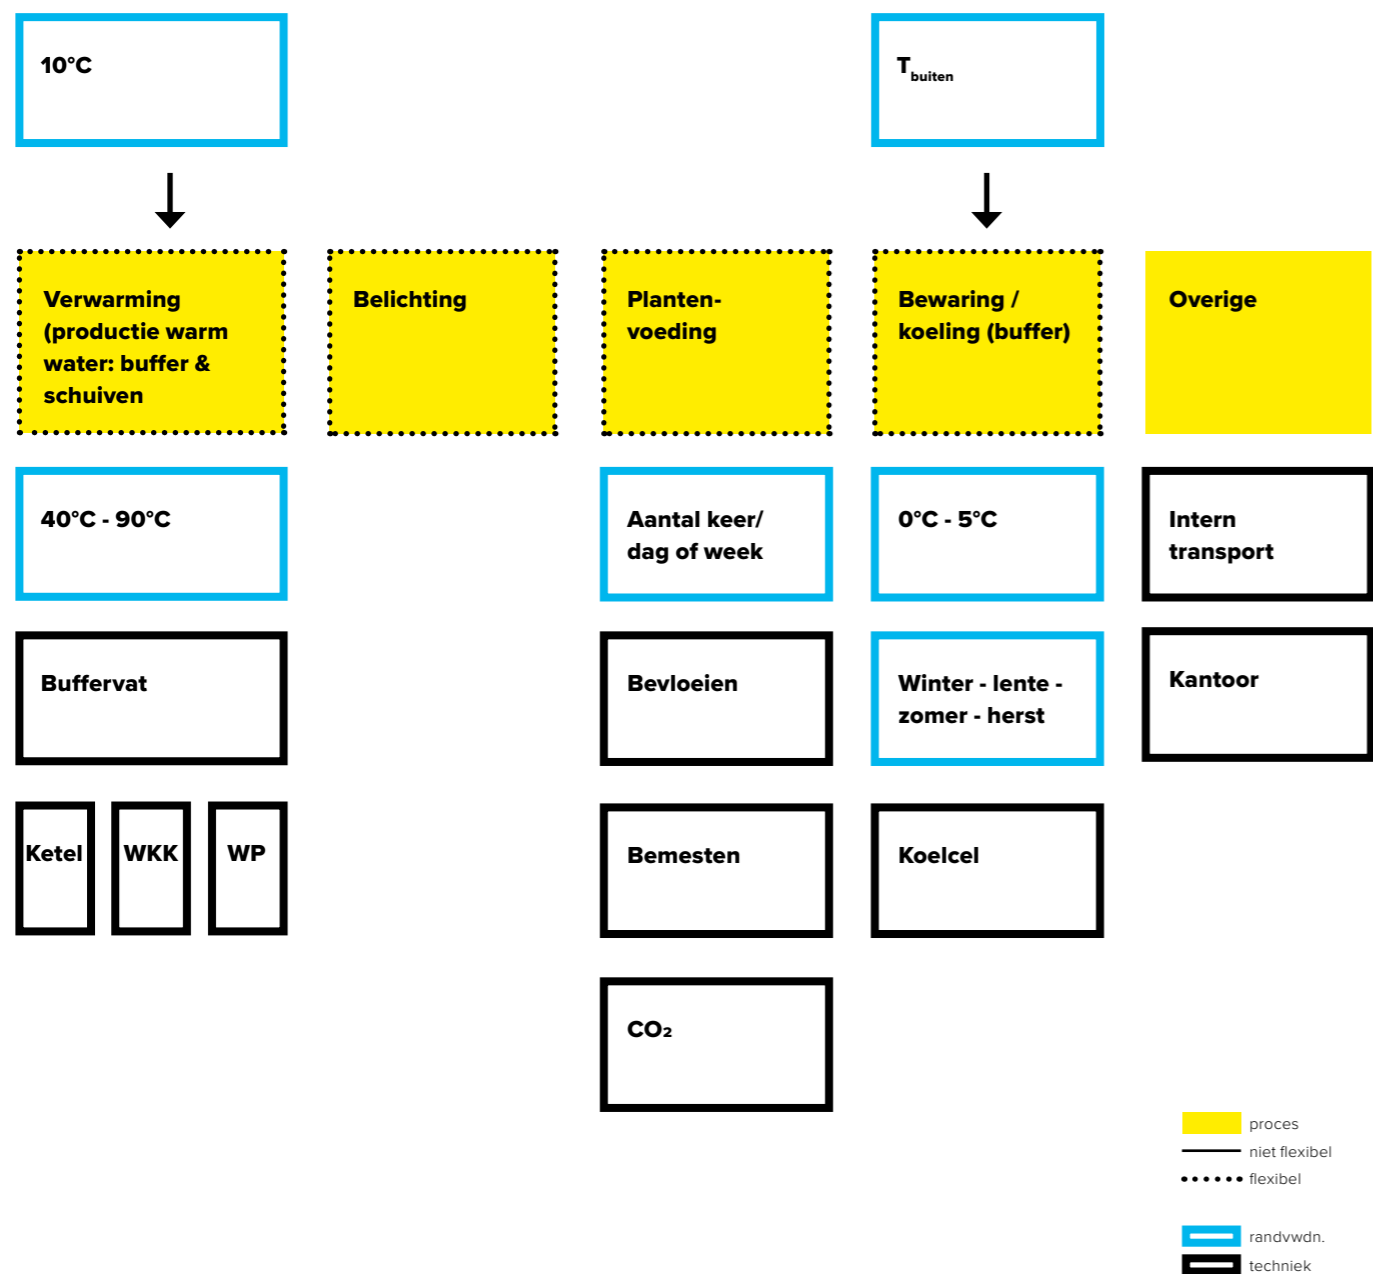 10°C
T buiten
Verwarming
(productie warm
water: buffer &
schuiven
Belichting
Planten-
voeding
Bewaring /
koeling (buffer)
Overige
40°C - 90°C
Aantal keer/
dag of week
0°C - 5°C
Intern
transport
Buffervat
Bevloeien
Winter - lente -
zomer - herst
Kantoor
Ketel
WKK
WP
Bemesten
Koelcel
CO₂
proces
niet flexibel
flexibel
randvwdn.
techniek